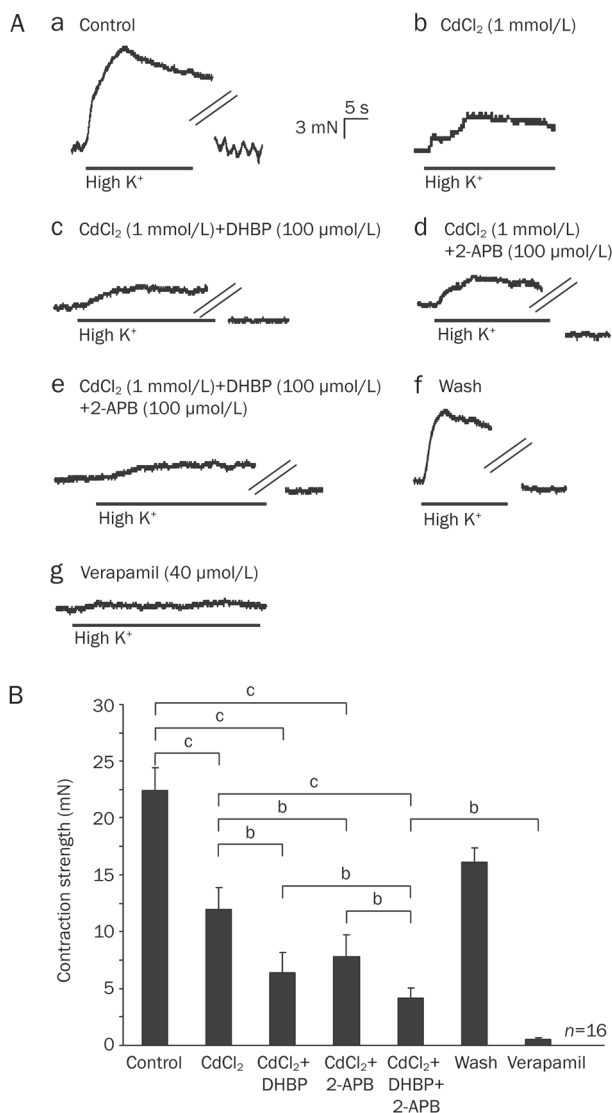 A
a Control
High K⁺
3 mN
5 s
b CdCl₂ (1 mmol/L)
High K⁺
c CdCl₂ (1 mmol/L)+DHBP (100 µmol/L)
High K⁺
d CdCl₂ (1 mmol/L)
+2-APB (100 µmol/L)
High K⁺
e CdCl₂ (1 mmol/L)+DHBP (100 µmol/L)
+2-APB (100 µmol/L)
High K⁺
f Wash
High K⁺
g Verapamil (40 µmol/L)
High K⁺
B
Contraction strength (mN)
30
25
20
15
10
5
0
c
c
c
c
b
b
b
b
b
n=16
Control
CdCl₂
CdCl₂+
DHBP
CdCl₂+
2-APB
CdCl₂+
DHBP+
2-APB
Wash
Verapamil